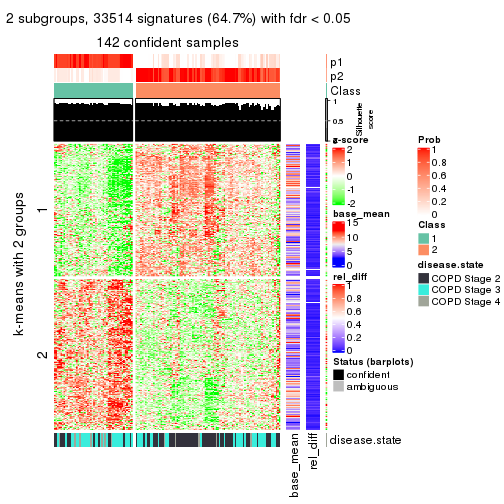 2 subgroups, 33514 signatures (64.7%) with fdr < 0.05
142 confident samples
p1
p2
Class
1
0.5
0
Silhouette
score
k-means with 2 groups
1
2
base_mean
rel_diff
disease.state
z-score
2
1
0
-1
-2
base_mean
15
10
5
0
rel_diff
1
0.8
0.6
0.4
0.2
0
Status (barplots)
confident
ambiguous
Prob
1
0.8
0.6
0.4
0.2
0
Class
1
2
disease.state
COPD Stage 2
COPD Stage 3
COPD Stage 4